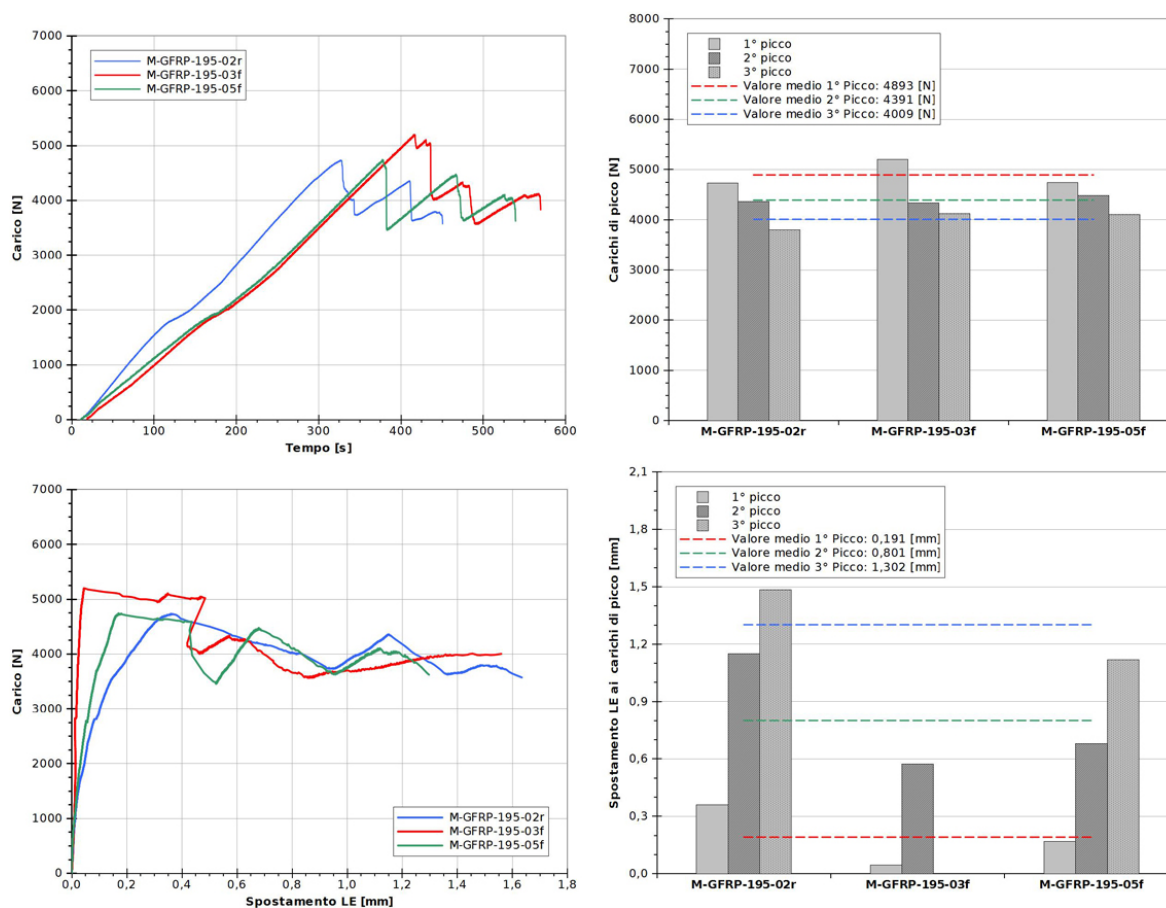 7000
6000
5000
4000
3000
2000
1000
0
Carico [N]
M-GFRP-195-02r
M-GFRP-195-03f
M-GFRP-195-05f
0 100 200 300 400 500 600
Tempo [s]
8000
7000
6000
5000
4000
3000
2000
1000
0
Carichi di picco [N]
1° picco
2° picco
3° picco
Valore medio 1° Picco: 4893 [N]
Valore medio 2° Picco: 4391 [N]
Valore medio 3° Picco: 4009 [N]
M-GFRP-195-02r M-GFRP-195-03f M-GFRP-195-05f
7000
6000
5000
4000
3000
2000
1000
0
Carico [N]
M-GFRP-195-02r
M-GFRP-195-03f
M-GFRP-195-05f
0,0 0,2 0,4 0,6 0,8 1,0 1,2 1,4 1,6 1,8
Spostamento LE [mm]
2,1
1,8
1,5
1,2
0,9
0,6
0,3
0,0
Spostamento LE ai carichi di picco [mm]
1° picco
2° picco
3° picco
Valore medio 1° Picco: 0,191 [mm]
Valore medio 2° Picco: 0,801 [mm]
Valore medio 3° Picco: 1,302 [mm]
M-GFRP-195-02r M-GFRP-195-03f M-GFRP-195-05f